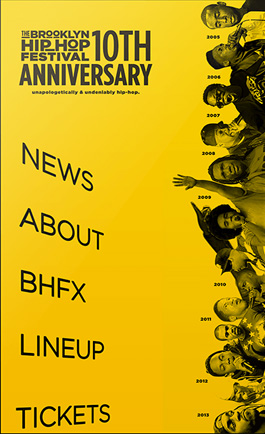 THE BROOKLYN
HIP-HOP
FESTIVAL
10TH
ANNIVERSARY
unapologetically & undeniably hip-hop.
2005
2006
2007
2008
NEWS
2009
ABOUT
BHFX
2010
2011
LINEUP
2012
TICKETS
2013